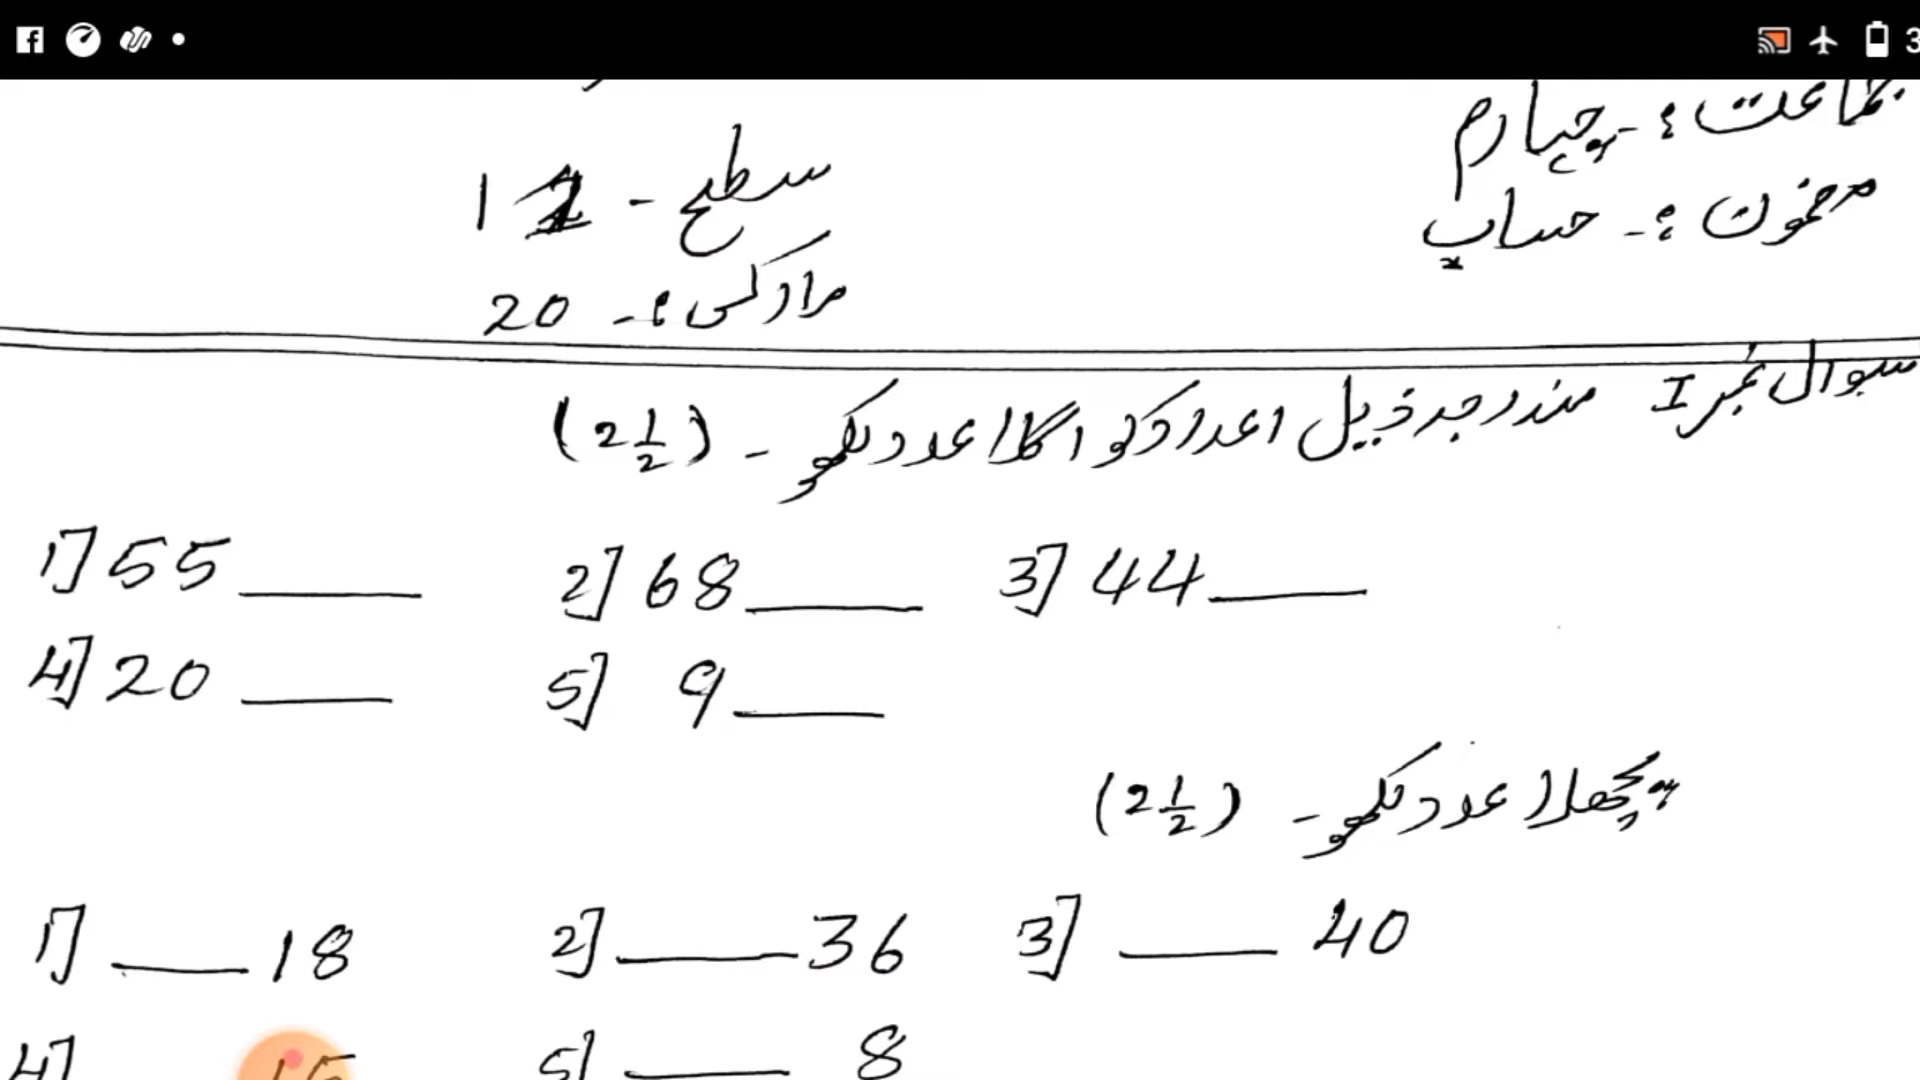 3
جماعت :- چہارم
سطح - 1
مضمون :- حساب
مارکس :- 20
سوال نمبر I مندرجہ ذیل اعداد کو اگلا عدد لکھو - (2½)
1] 55 ____ 2] 68 ____ 3] 44 ____
4] 20 ____ 5] 9 ____
پچھلا عدد لکھو - (2½)
1] ____ 18 2] ____ 36 3] ____ 40
4] 5] ____ 8